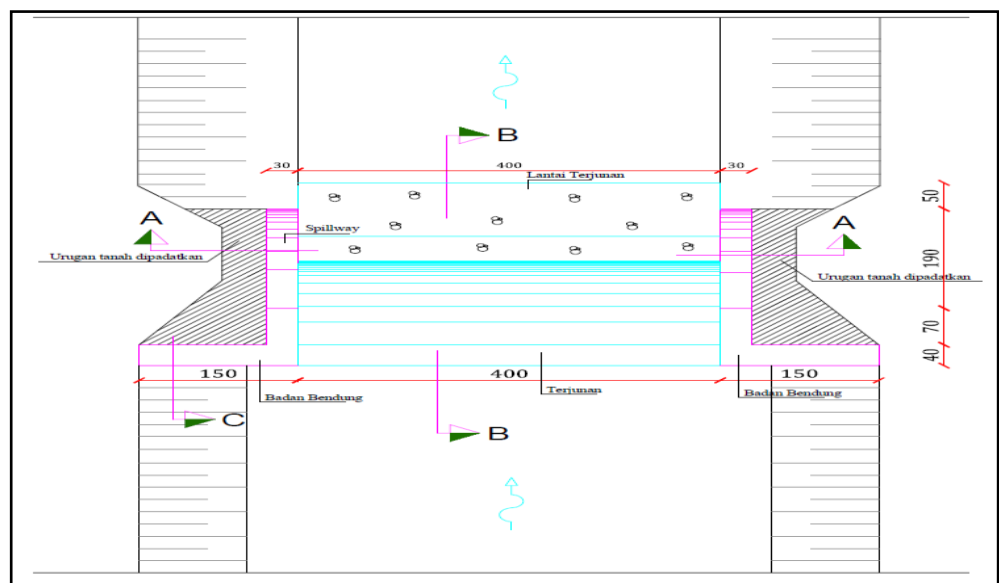 B
30
400
30
Lantai Terjunan
50
A
A
Spillway
Urugan tanah dipadatkan
Urugan tanah dipadatkan
190
70
40
150
400
150
Badan Bendung
Terjunan
Badan Bendung
C
B